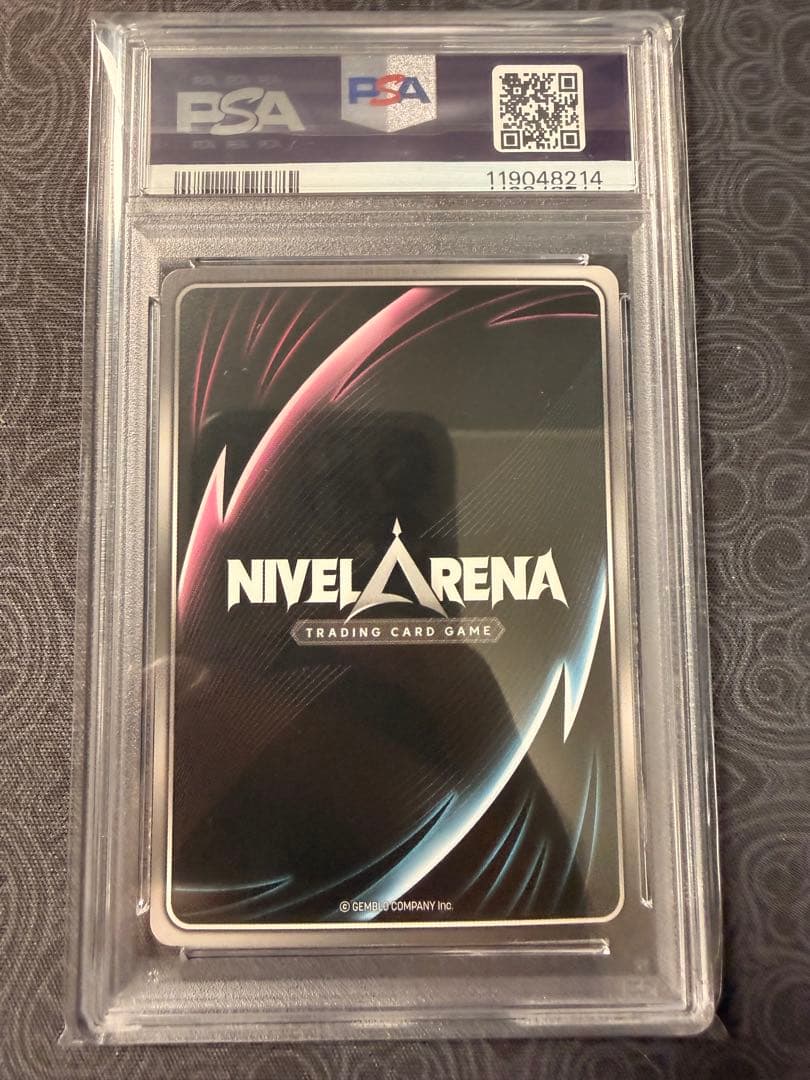 PSA
PSA
119048214
NIVEL ARENA
TRADING CARD GAME
© GEMBLO COMPANY Inc.